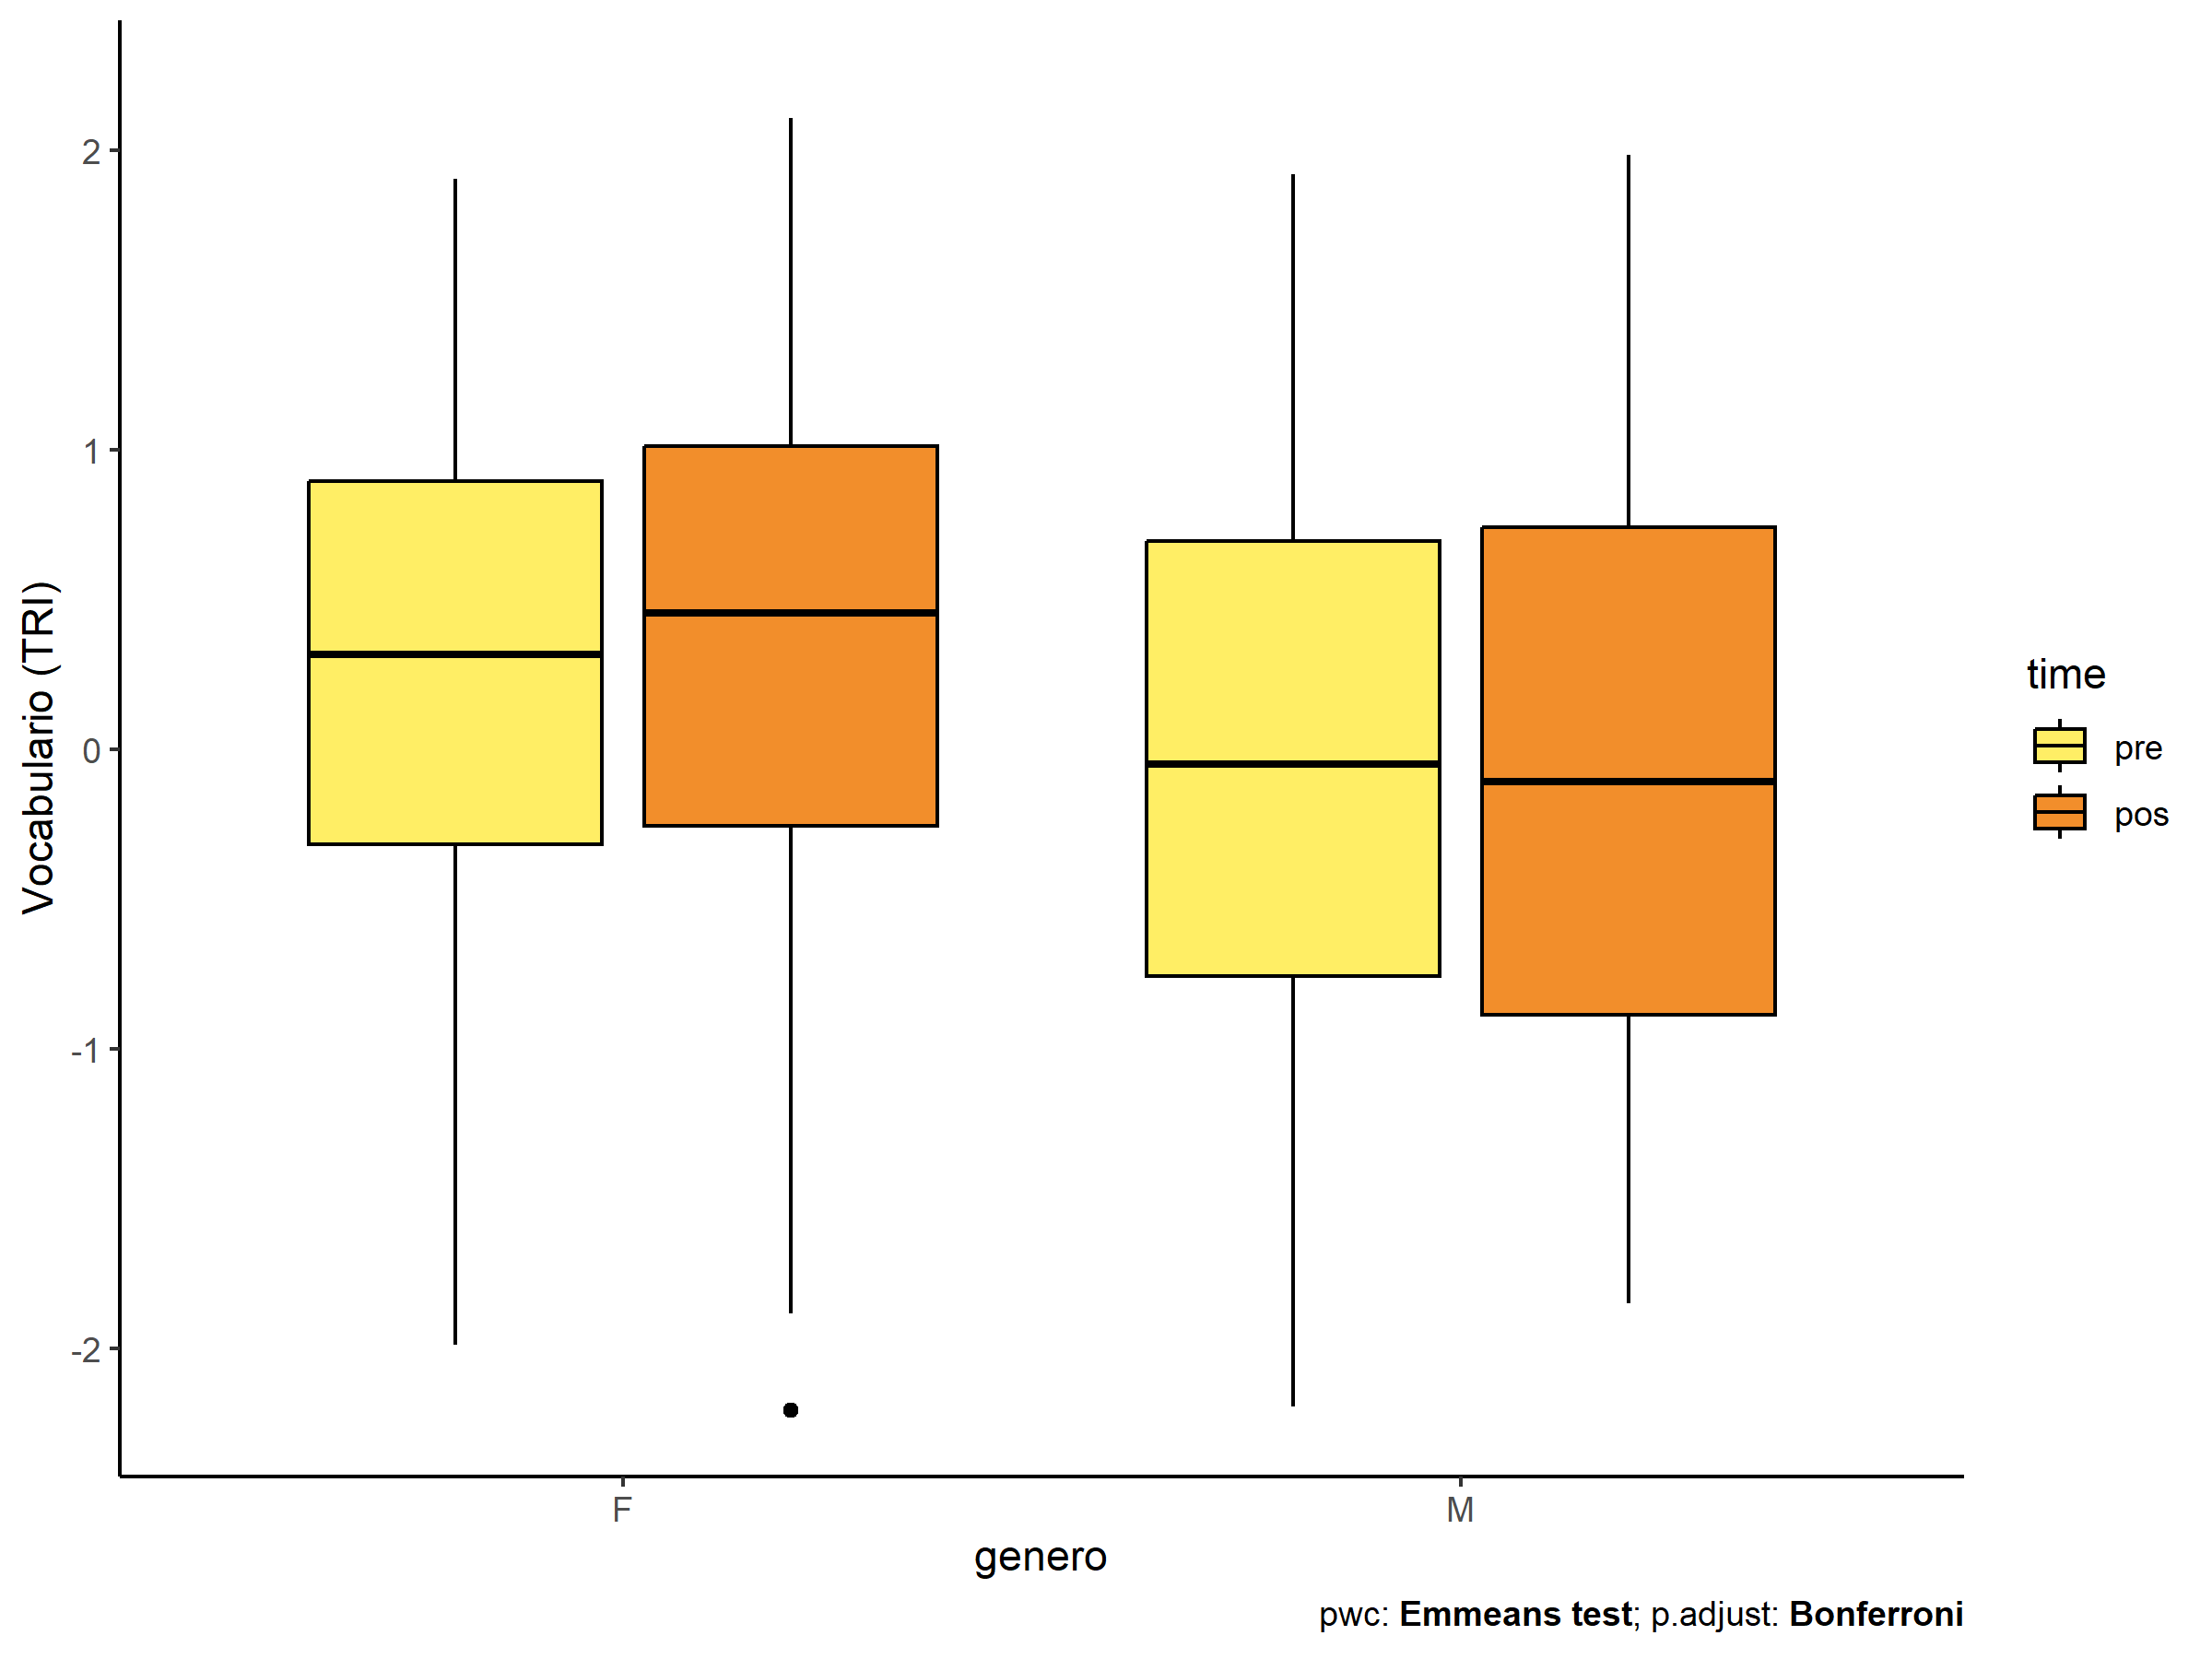 Vocabulario (TRI)
2
1
0
-1
-2
F
M
genero
time
pre
pos
pwc: Emmeans test; p.adjust: Bonferroni